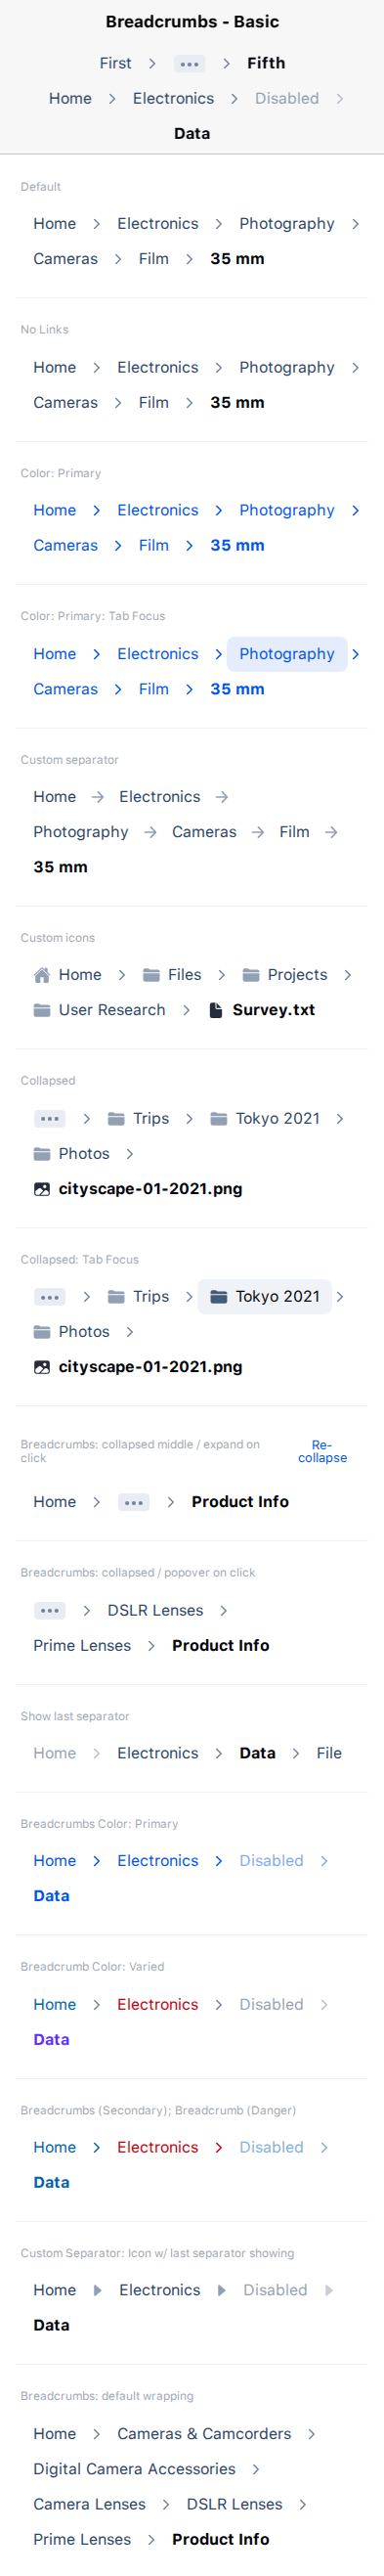 Breadcrumbs - Basic
First ••• Fifth
Home Electronics Disabled
Data
Default
Home Electronics Photography
Cameras Film 35 mm
No Links
Home Electronics Photography
Cameras Film 35 mm
Color: Primary
Home Electronics Photography
Cameras Film 35 mm
Color: Primary: Tab Focus
Home Electronics Photography
Cameras Film 35 mm
Custom separator
Home Electronics
Photography Cameras Film
35 mm
Custom icons
Home Files Projects
User Research Survey.txt
Collapsed
••• Trips Tokyo 2021
Photos
cityscape-01-2021.png
Collapsed: Tab Focus
••• Trips Tokyo 2021
Photos
cityscape-01-2021.png
Breadcrumbs: collapsed middle / expand on
click
Re-
collapse
Home ••• Product Info
Breadcrumbs: collapsed / popover on click
••• DSLR Lenses
Prime Lenses Product Info
Show last separator
Home Electronics Data File
Breadcrumbs Color: Primary
Home Electronics Disabled
Data
Breadcrumb Color: Varied
Home Electronics Disabled
Data
Breadcrumbs (Secondary); Breadcrumb (Danger)
Home Electronics Disabled
Data
Custom Separator: Icon w/ last separator showing
Home Electronics Disabled
Data
Breadcrumbs: default wrapping
Home Cameras & Camcorders
Digital Camera Accessories
Camera Lenses DSLR Lenses
Prime Lenses Product Info